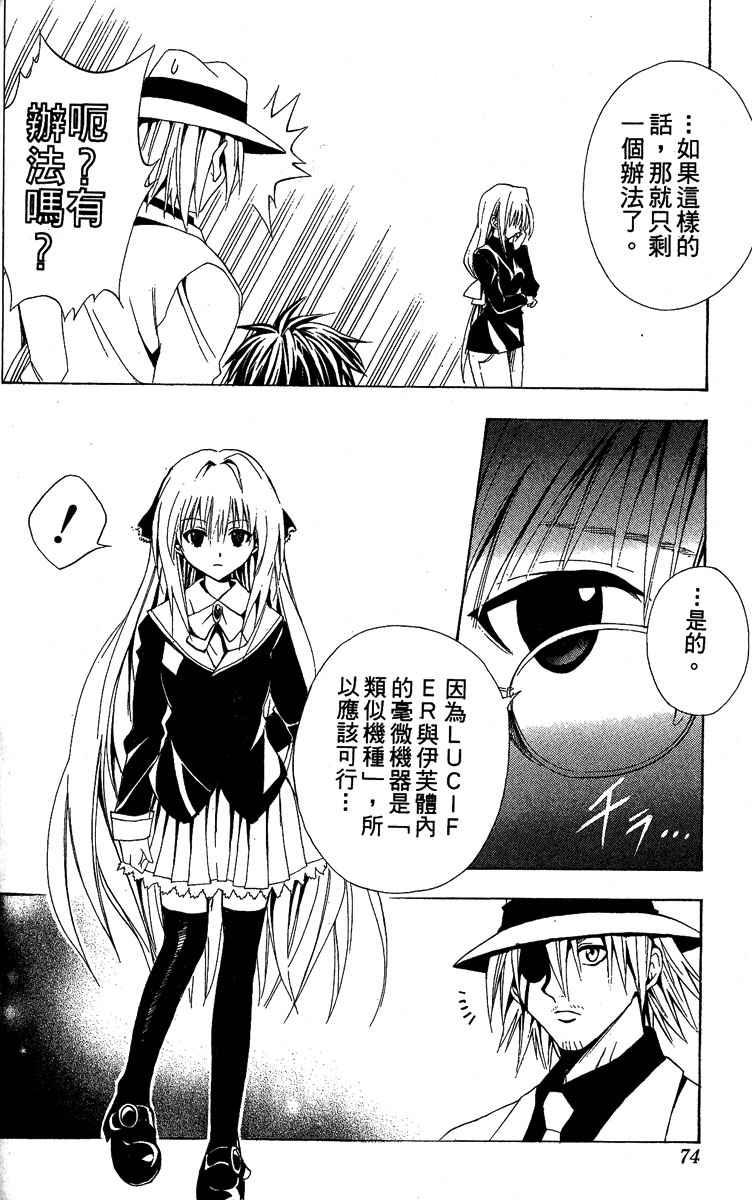 …如果這樣的
話，那就只剩
一個辦法了。
呃？有
辦法嗎？
…是的。
チラ…
因為LUCIF
ER與伊芙體內
的毫微機器是「
類似機種」，所
以應該可行…
！
74